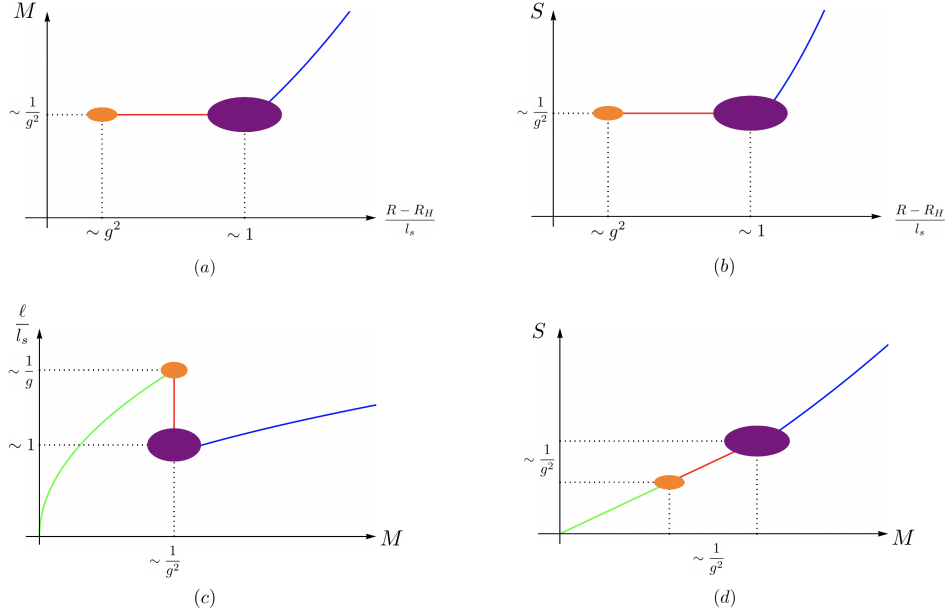 M
∼ 1/g²
∼ g²
∼ 1
(R − R_H)/l_s
(a)
S
∼ 1/g²
∼ g²
∼ 1
(R − R_H)/l_s
(b)
ℓ/l_s
∼ 1/g
∼ 1
M
∼ 1/g²
(c)
S
∼ 1/g²
M
∼ 1/g²
(d)